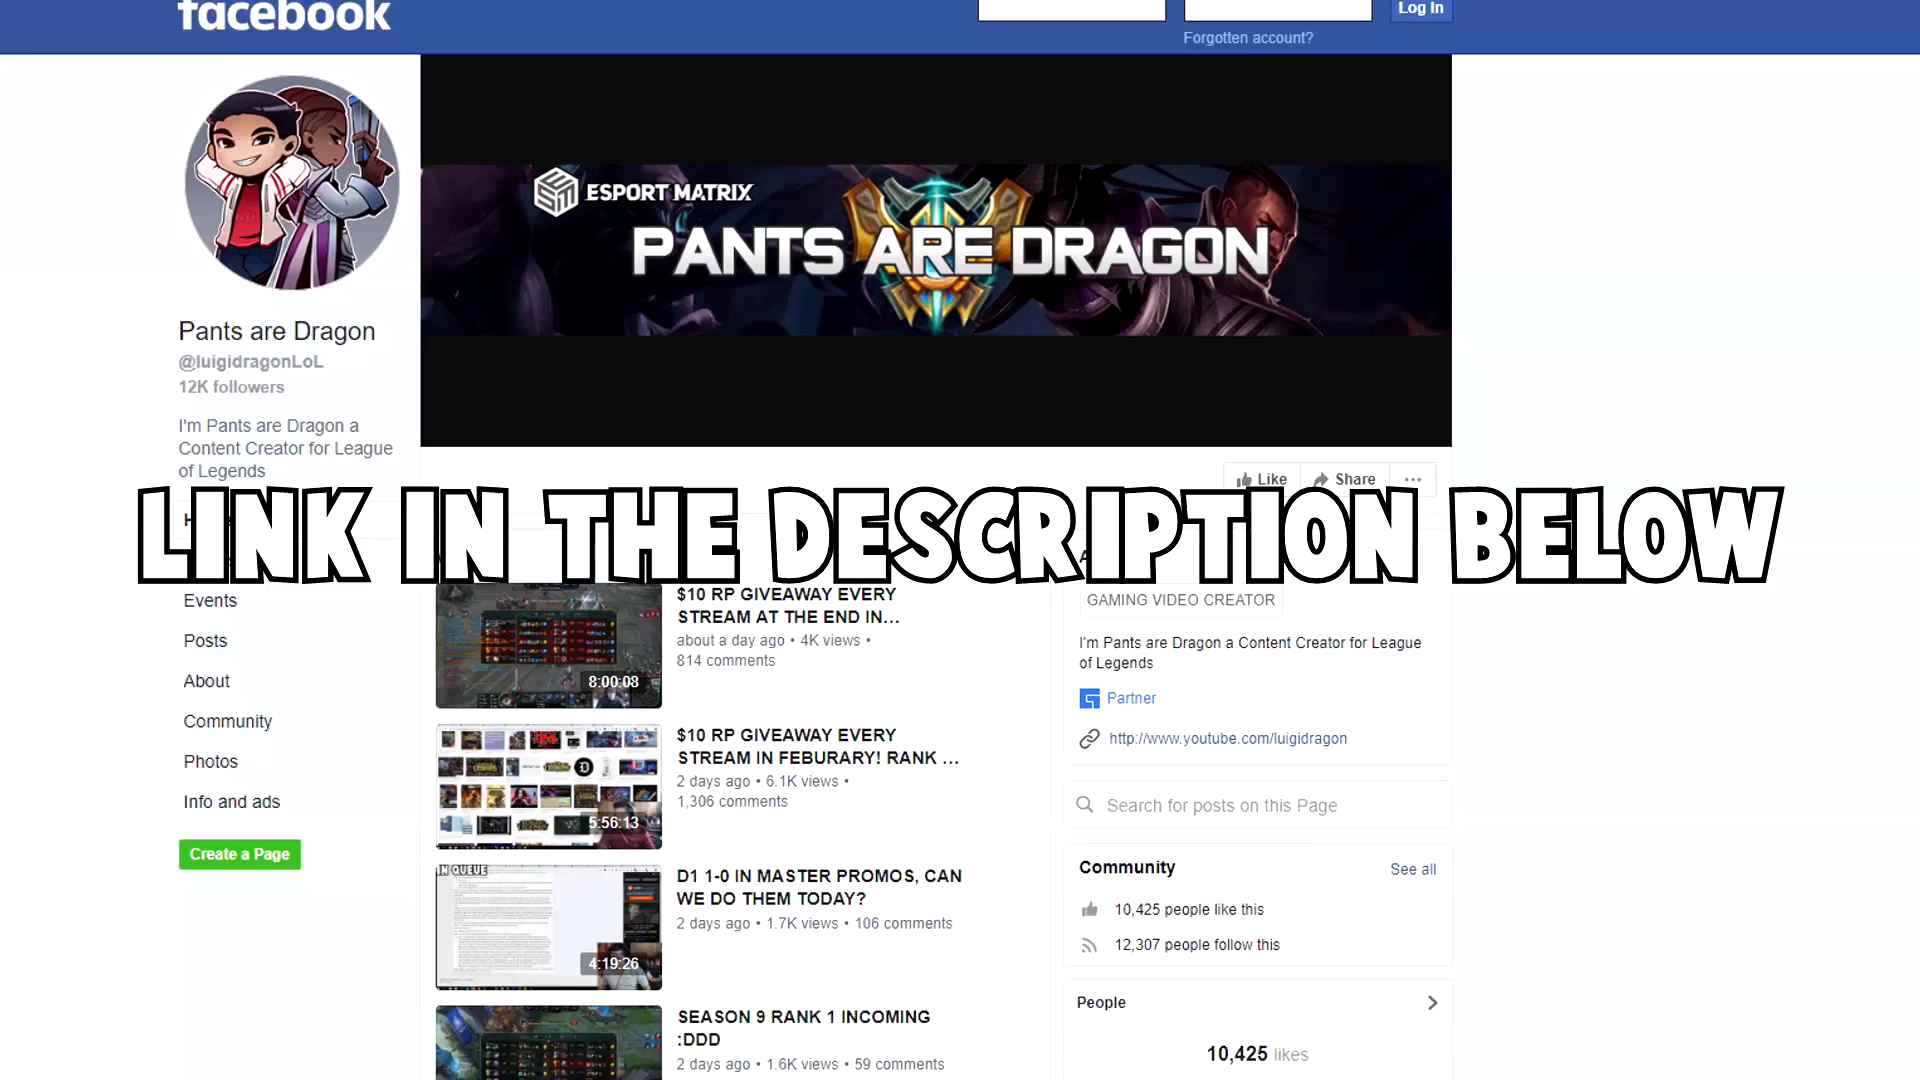 facebook
Log In
Forgotten account?
ESPORT MATRIX
PANTS ARE DRAGON
Pants are Dragon
@luigidragonLoL
12K followers
I'm Pants are Dragon a
Content Creator for League
of Legends
Like
Share
LINK IN THE DESCRIPTION BELOW
Events
Posts
About
Community
Photos
Info and ads
Create a Page
$10 RP GIVEAWAY EVERY
STREAM AT THE END IN...
about a day ago • 4K views •
814 comments
8:00:08
$10 RP GIVEAWAY EVERY
STREAM IN FEBURARY! RANK ...
2 days ago • 6.1K views •
1,306 comments
5:56:13
IN QUEUE
D1 1-0 IN MASTER PROMOS, CAN
WE DO THEM TODAY?
2 days ago • 1.7K views • 106 comments
4:19:26
SEASON 9 RANK 1 INCOMING
:DDD
2 days ago • 1.6K views • 59 comments
GAMING VIDEO CREATOR
I'm Pants are Dragon a Content Creator for League
of Legends
Partner
http://www.youtube.com/luigidragon
Search for posts on this Page
Community
See all
10,425 people like this
12,307 people follow this
People
10,425 likes